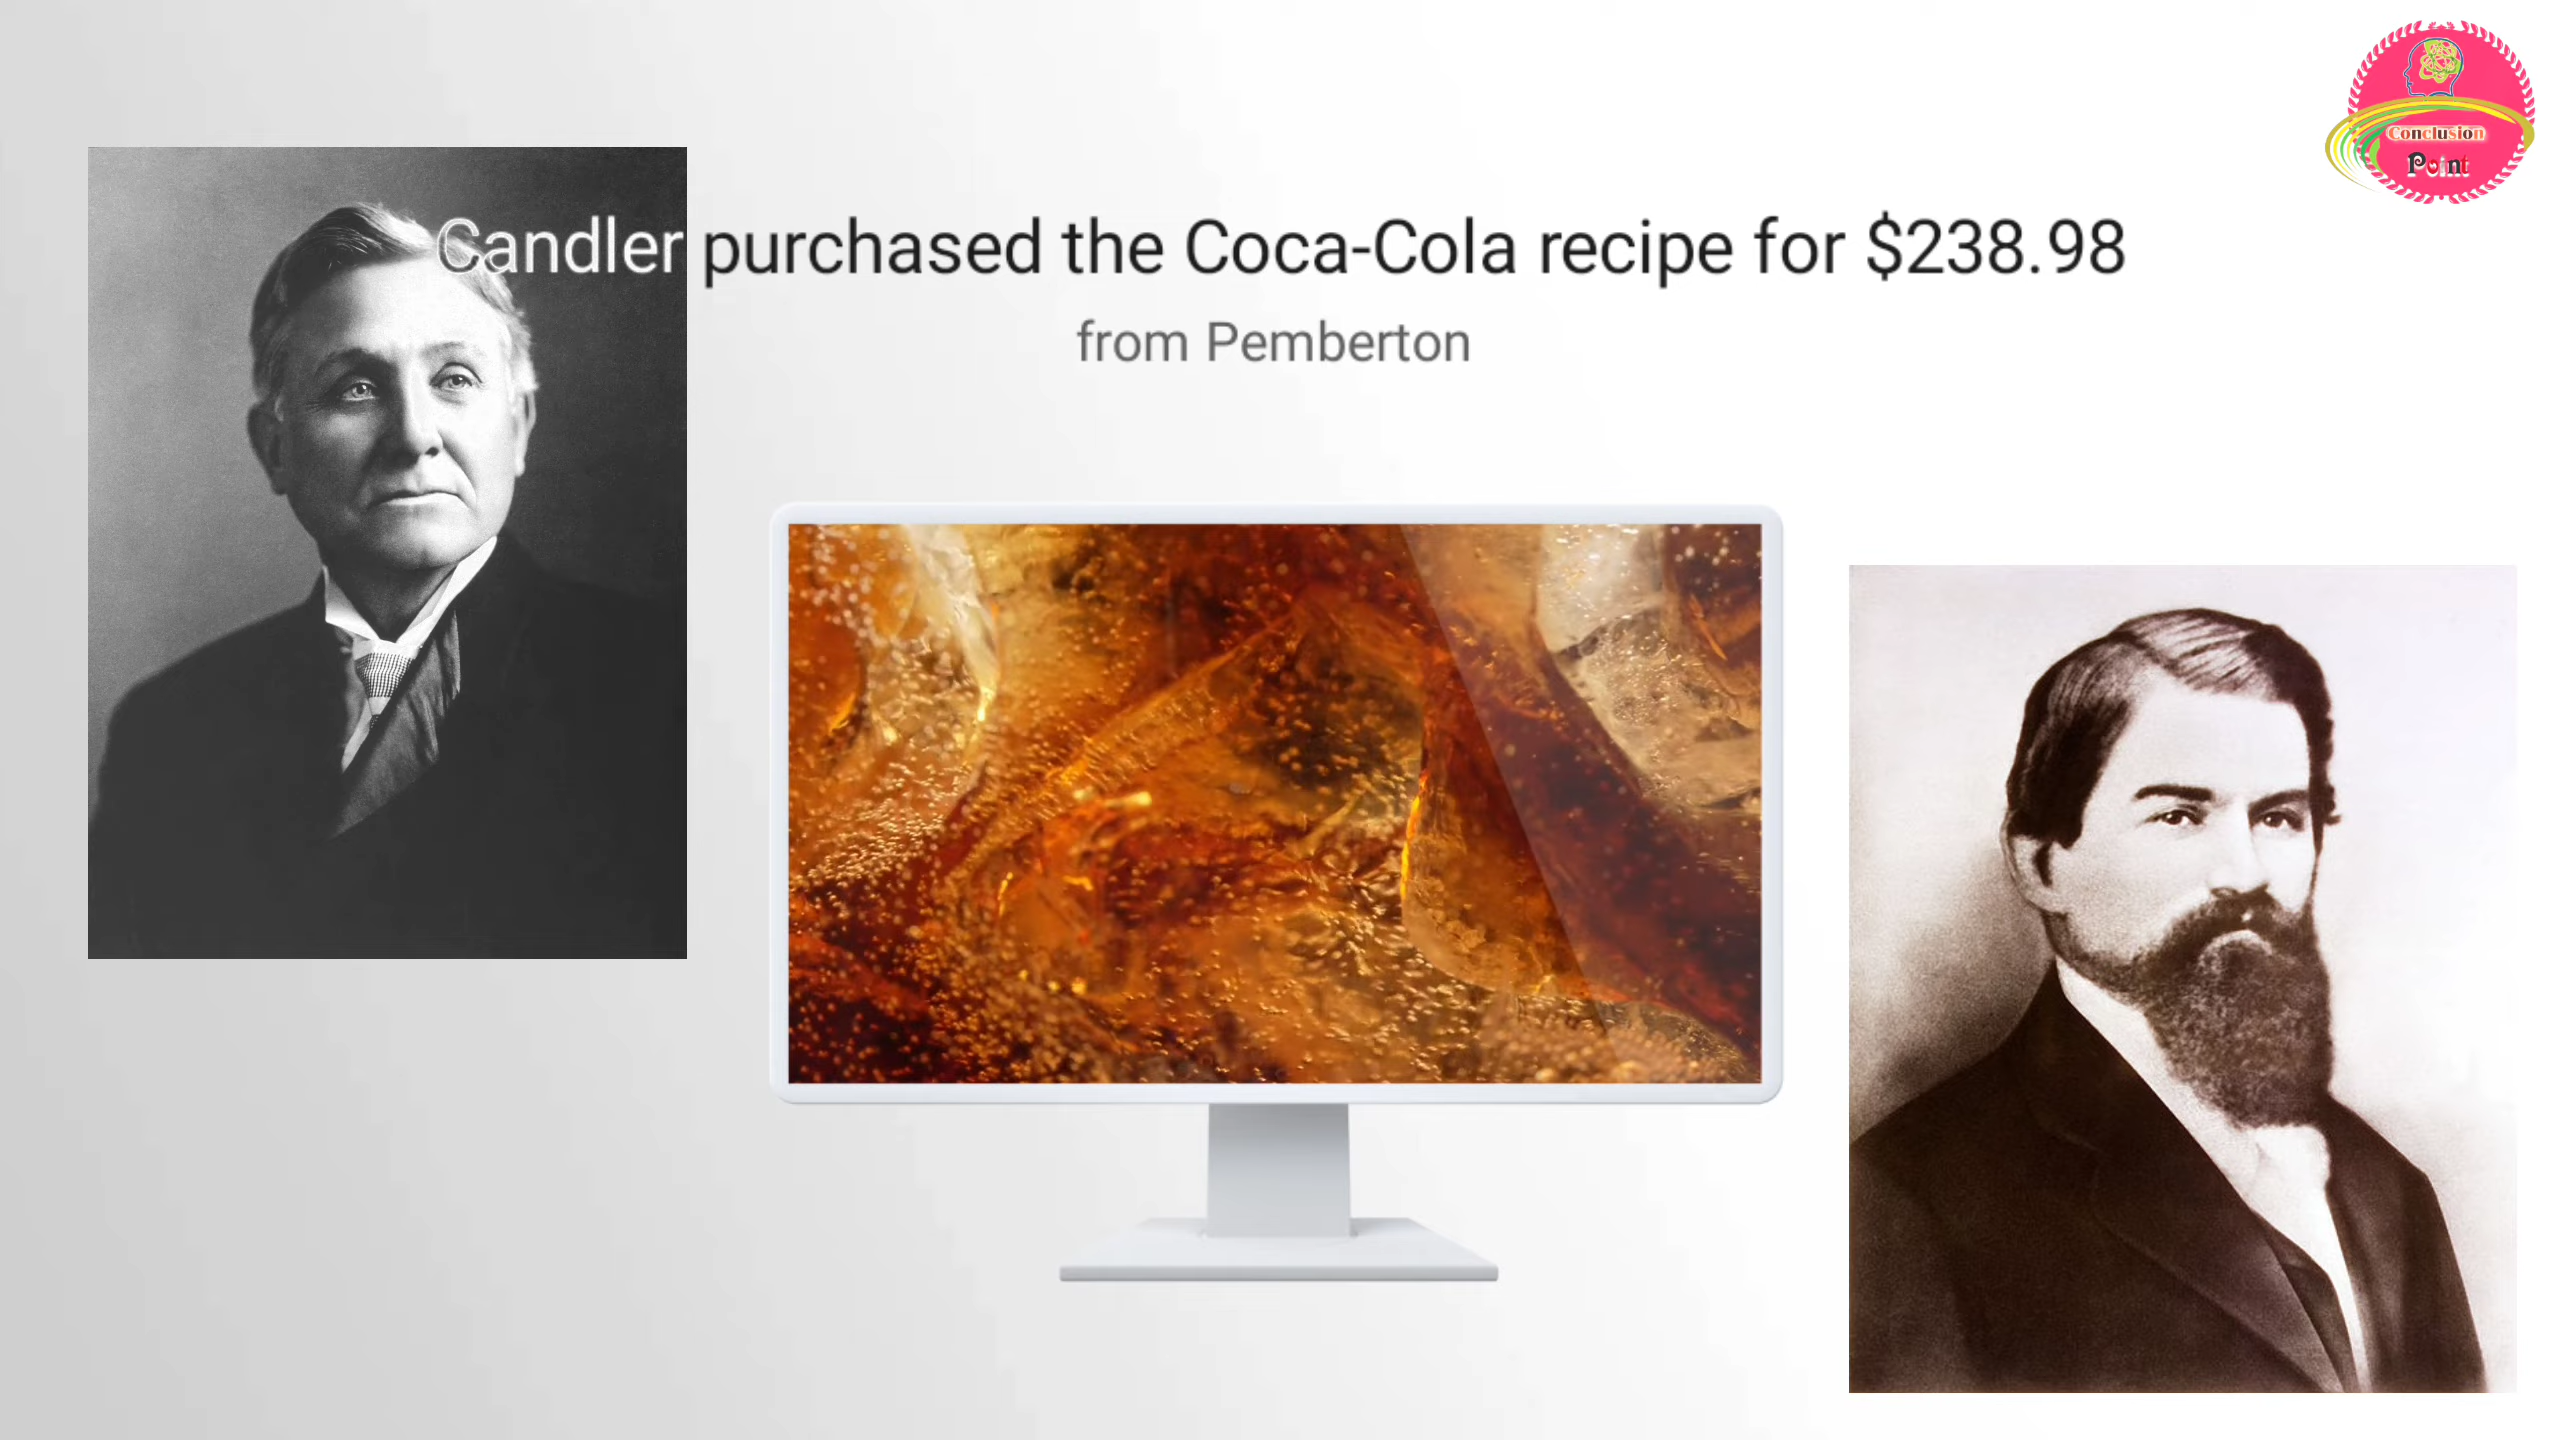 Candler purchased the Coca-Cola recipe for $238.98
from Pemberton
Conclusion
Point